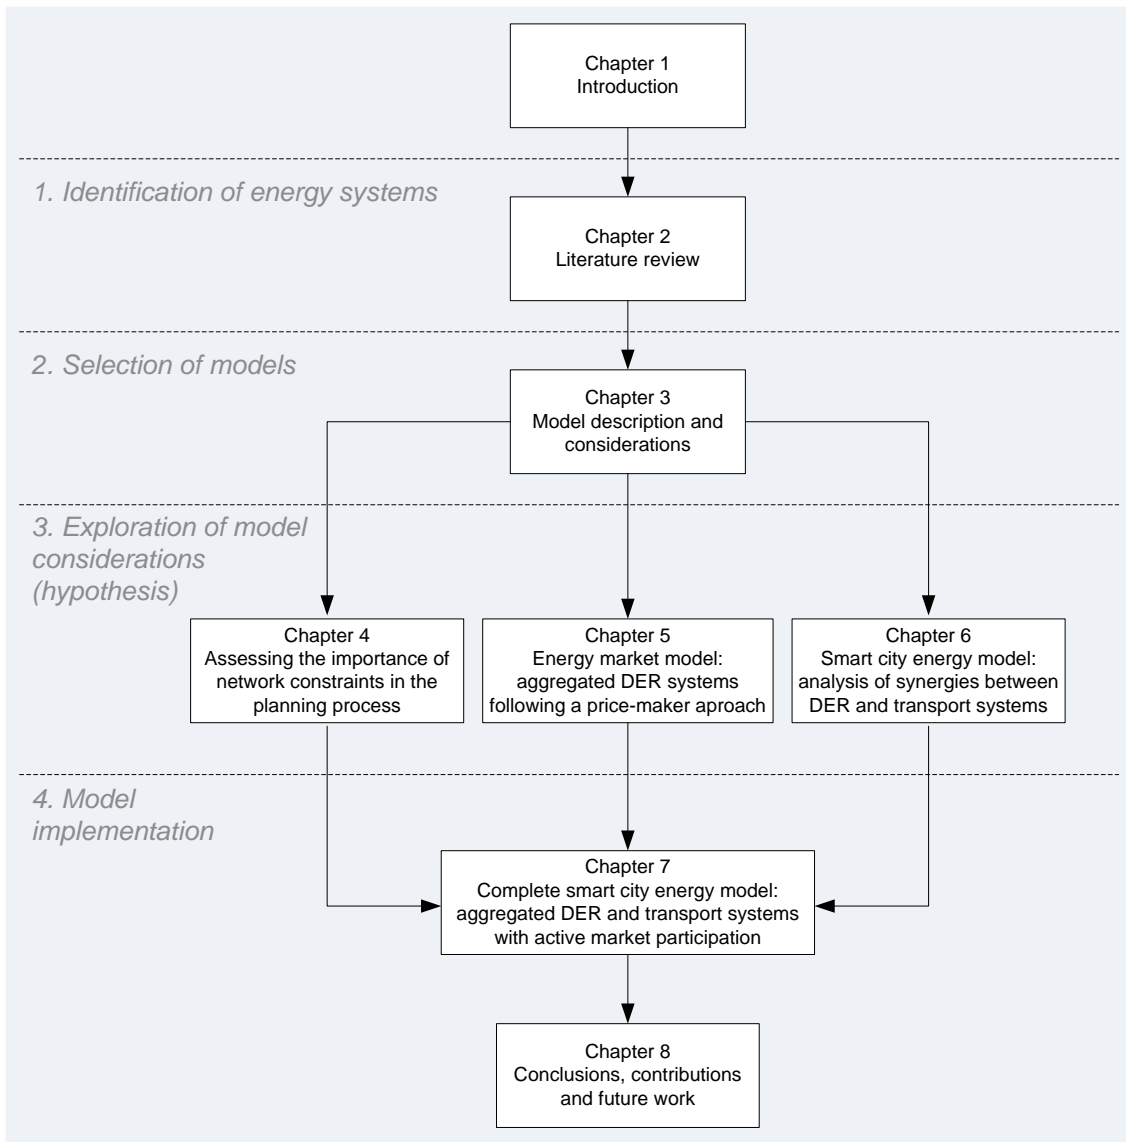 Chapter 1
Introduction
1. Identification of energy systems
Chapter 2
Literature review
2. Selection of models
Chapter 3
Model description and
considerations
3. Exploration of model
considerations
(hypothesis)
Chapter 4
Assessing the importance of
network constraints in the
planning process
Chapter 5
Energy market model:
aggregated DER systems
following a price-maker aproach
Chapter 6
Smart city energy model:
analysis of synergies between
DER and transport systems
4. Model
implementation
Chapter 7
Complete smart city energy model:
aggregated DER and transport systems
with active market participation
Chapter 8
Conclusions, contributions
and future work